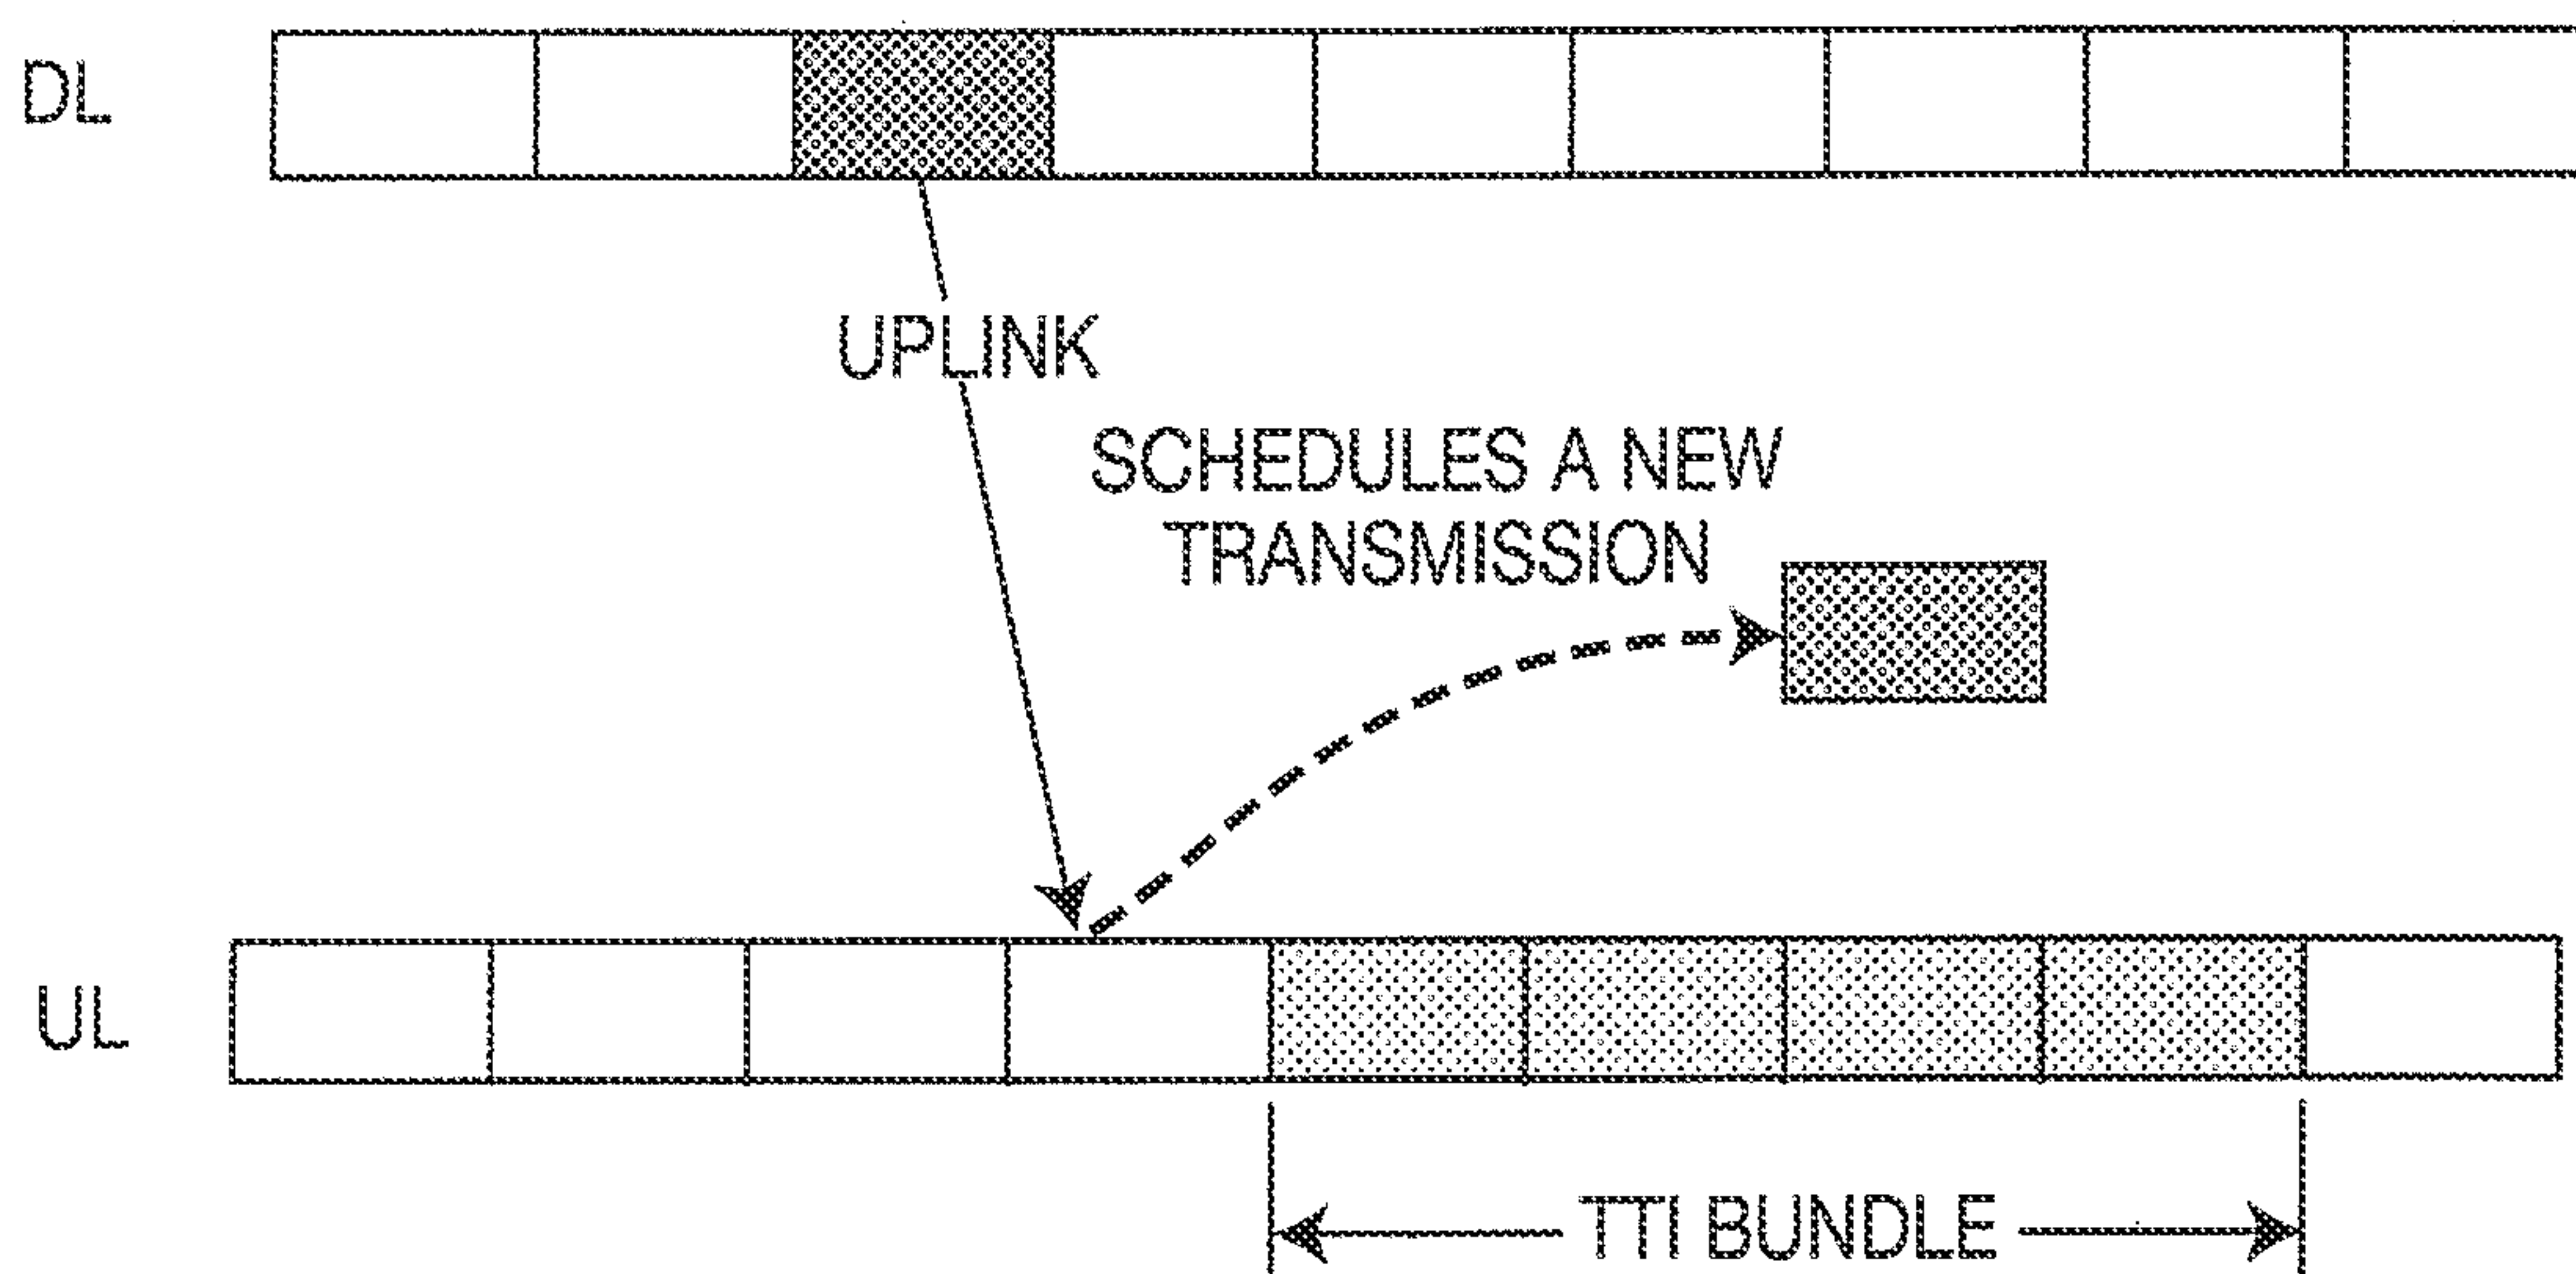 DL
UPLINK
SCHEDULES A NEW
TRANSMISSION
UL
TTI BUNDLE